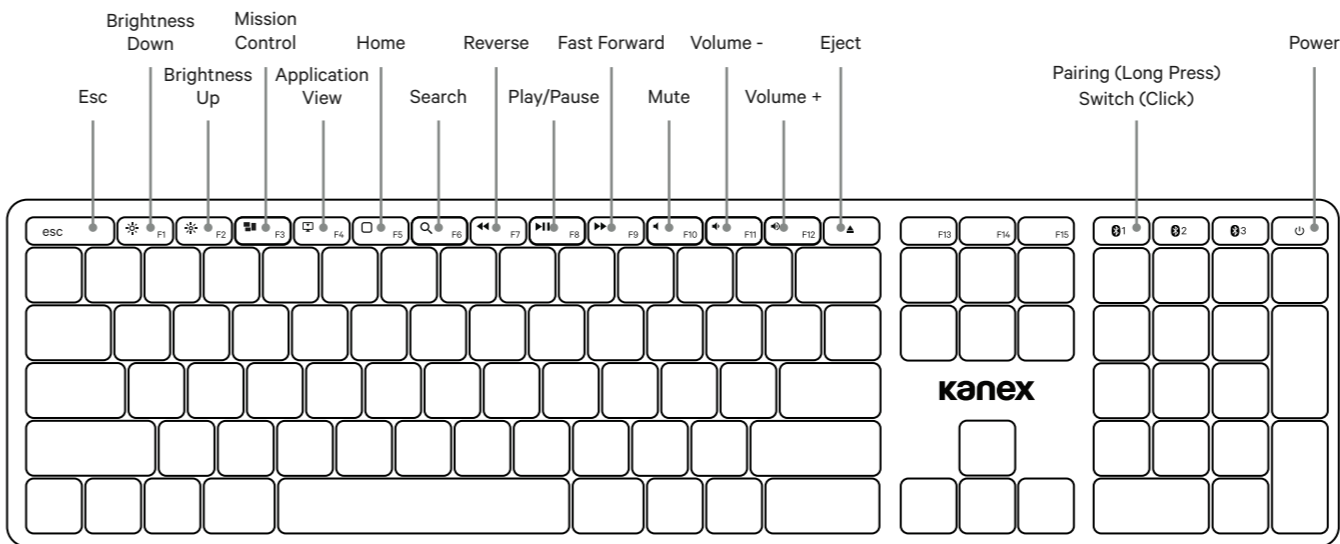 Brightness
Down
Mission
Control
Home
Reverse
Fast Forward
Volume -
Eject
Power
Esc
Brightness
Up
Application
View
Search
Play/Pause
Mute
Volume +
Pairing (Long Press)
Switch (Click)
esc
F1
F2
F3
F4
F5
F6
F7
F8
F9
F10
F11
F12
F13
F14
F15
1
2
3
kanex